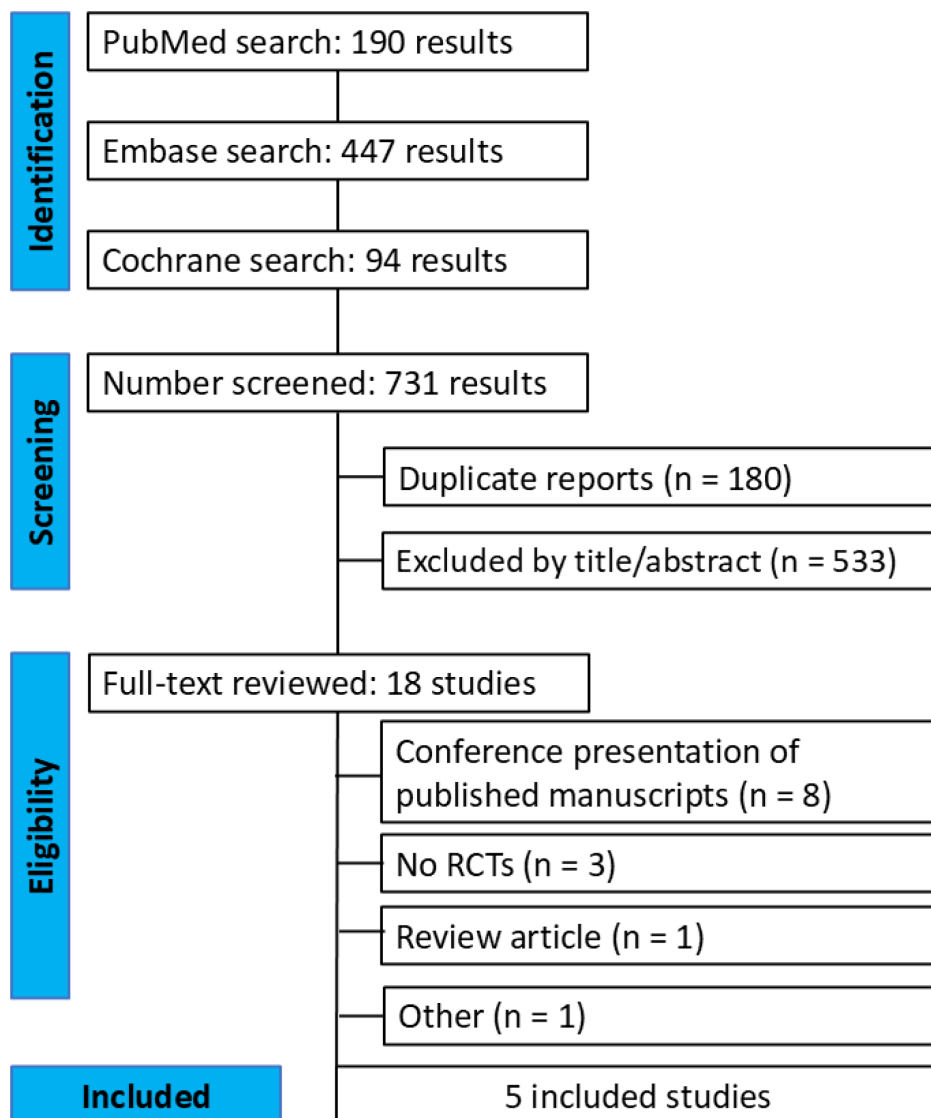 Identification
PubMed search: 190 results
Embase search: 447 results
Cochrane search: 94 results
Screening
Number screened: 731 results
Duplicate reports (n = 180)
Excluded by title/abstract (n = 533)
Eligibility
Full-text reviewed: 18 studies
Conference presentation of
published manuscripts (n = 8)
No RCTs (n = 3)
Review article (n = 1)
Other (n = 1)
Included
5 included studies